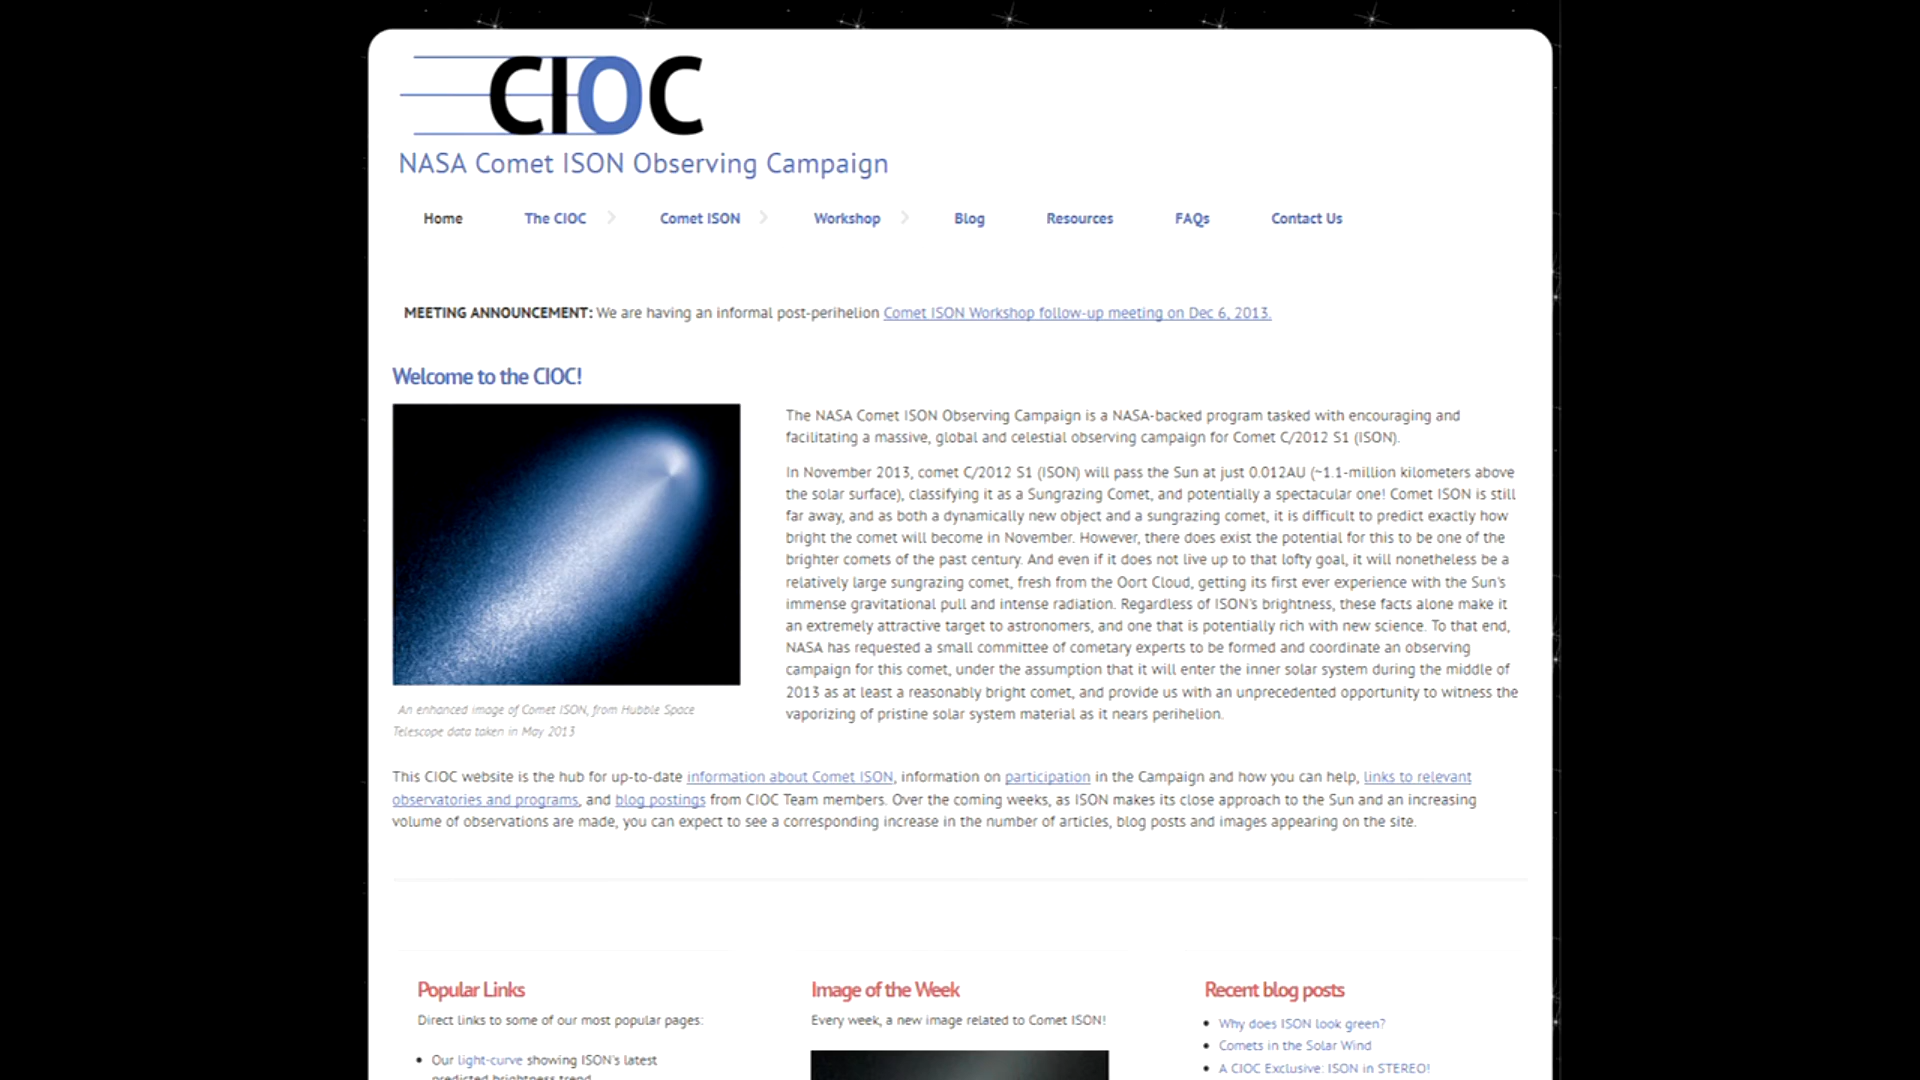 CIOC
NASA Comet ISON Observing Campaign
Home The CIOC Comet ISON Workshop Blog Resources FAQs Contact Us
MEETING ANNOUNCEMENT: We are having an informal post-perihelion Comet ISON Workshop follow-up meeting on Dec 6, 2013.
Welcome to the CIOC!
The NASA Comet ISON Observing Campaign is a NASA-backed program tasked with encouraging and
facilitating a massive, global and celestial observing campaign for Comet C/2012 S1 (ISON).
In November 2013, comet C/2012 S1 (ISON) will pass the Sun at just 0.012AU (~1.1-million kilometers above
the solar surface), classifying it as a Sungrazing Comet, and potentially a spectacular one! Comet ISON is still
far away, and as both a dynamically new object and a sungrazing comet, it is difficult to predict exactly how
bright the comet will become in November. However, there does exist the potential for this to be one of the
brighter comets of the past century. And even if it does not live up to that lofty goal, it will nonetheless be a
relatively large sungrazing comet, fresh from the Oort Cloud, getting its first ever experience with the Sun's
immense gravitational pull and intense radiation. Regardless of ISON's brightness, these facts alone make it
an extremely attractive target to astronomers, and one that is potentially rich with new science. To that end,
NASA has requested a small committee of cometary experts to be formed and coordinate an observing
campaign for this comet, under the assumption that it will enter the inner solar system during the middle of
2013 as at least a reasonably bright comet, and provide us with an unprecedented opportunity to witness the
vaporizing of pristine solar system material as it nears perihelion.
An enhanced image of Comet ISON, from Hubble Space
Telescope data taken in May 2013
This CIOC website is the hub for up-to-date information about Comet ISON, information on participation in the Campaign and how you can help, links to relevant
observatories and programs, and blog postings from CIOC Team members. Over the coming weeks, as ISON makes its close approach to the Sun and an increasing
volume of observations are made, you can expect to see a corresponding increase in the number of articles, blog posts and images appearing on the site.
Popular Links
Direct links to some of our most popular pages:
• Our light-curve showing ISON's latest
predicted brightness trend
Image of the Week
Every week, a new image related to Comet ISON!
Recent blog posts
• Why does ISON look green?
• Comets in the Solar Wind
• A CIOC Exclusive: ISON in STEREO!